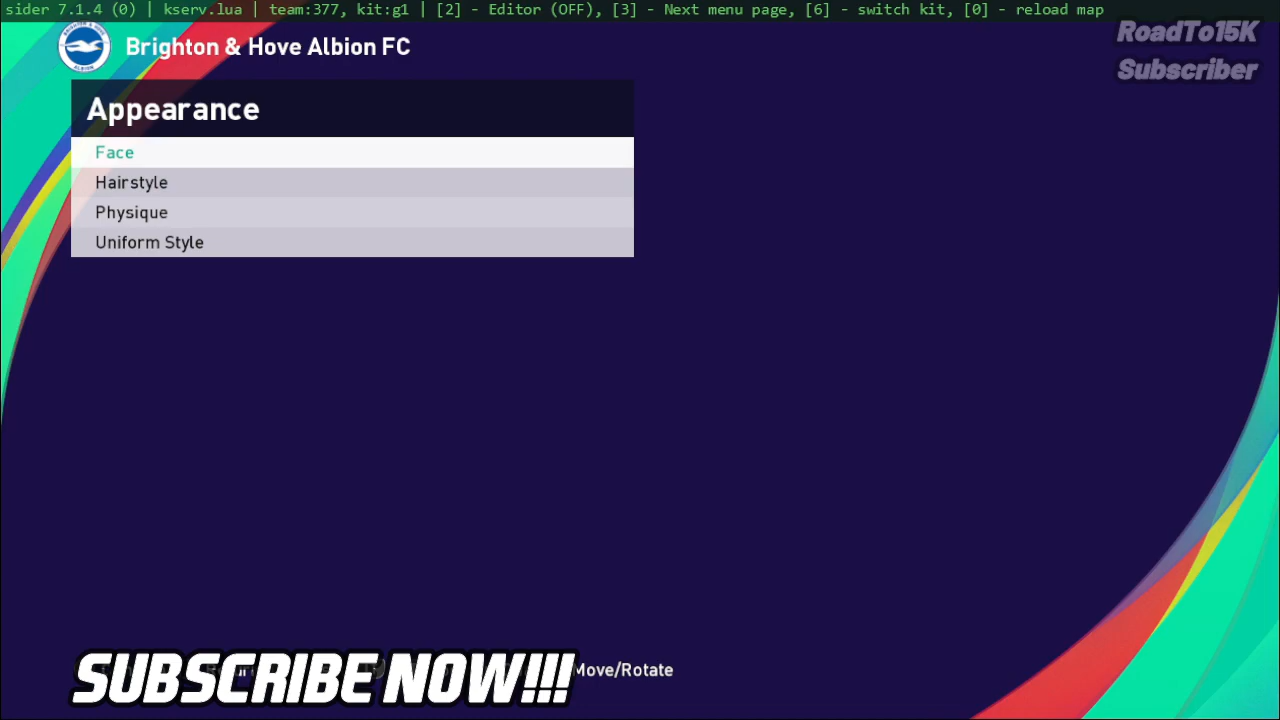 sider 7.1.4 (0) | kserv.lua | team:377, kit:g1 | [2] - Editor (OFF), [3] - Next menu page, [6] - switch kit, [0] - reload map
RoadTo15K
Subscriber
Brighton & Hove Albion FC
Appearance
Face
Hairstyle
Physique
Uniform Style
SUBSCRIBE NOW!!!
Move/Rotate